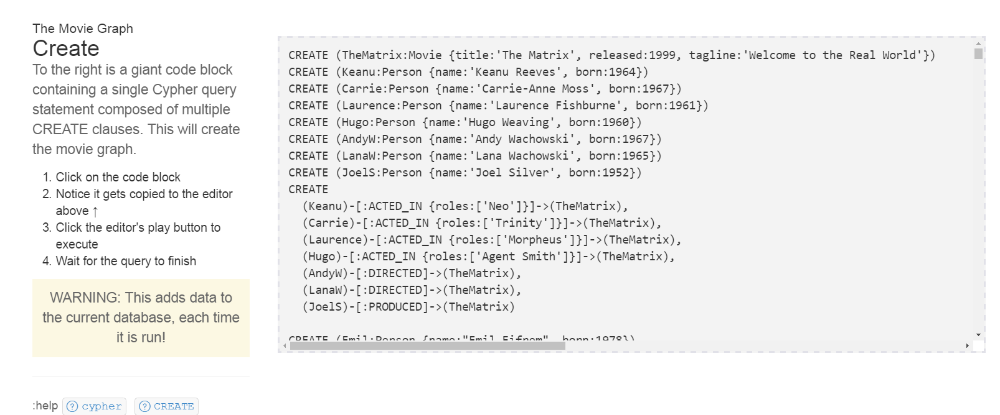 The Movie Graph
Create
To the right is a giant code block
containing a single Cypher query
statement composed of multiple
CREATE clauses. This will create
the movie graph.
1. Click on the code block
2. Notice it gets copied to the editor
above ↑
3. Click the editor's play button to
execute
4. Wait for the query to finish
WARNING: This adds data to
the current database, each time
it is run!
:help ? cypher ? CREATE
CREATE (TheMatrix:Movie {title:'The Matrix', released:1999, tagline:'Welcome to the Real World'})
CREATE (Keanu:Person {name:'Keanu Reeves', born:1964})
CREATE (Carrie:Person {name:'Carrie-Anne Moss', born:1967})
CREATE (Laurence:Person {name:'Laurence Fishburne', born:1961})
CREATE (Hugo:Person {name:'Hugo Weaving', born:1960})
CREATE (AndyW:Person {name:'Andy Wachowski', born:1967})
CREATE (LanaW:Person {name:'Lana Wachowski', born:1965})
CREATE (JoelS:Person {name:'Joel Silver', born:1952})
CREATE
  (Keanu)-[:ACTED_IN {roles:['Neo']}]->(TheMatrix),
  (Carrie)-[:ACTED_IN {roles:['Trinity']}]->(TheMatrix),
  (Laurence)-[:ACTED_IN {roles:['Morpheus']}]->(TheMatrix),
  (Hugo)-[:ACTED_IN {roles:['Agent Smith']}]->(TheMatrix),
  (AndyW)-[:DIRECTED]->(TheMatrix),
  (LanaW)-[:DIRECTED]->(TheMatrix),
  (JoelS)-[:PRODUCED]->(TheMatrix)
CREATE (Emil:Person {name:"Emil Eifrem", born:1978})